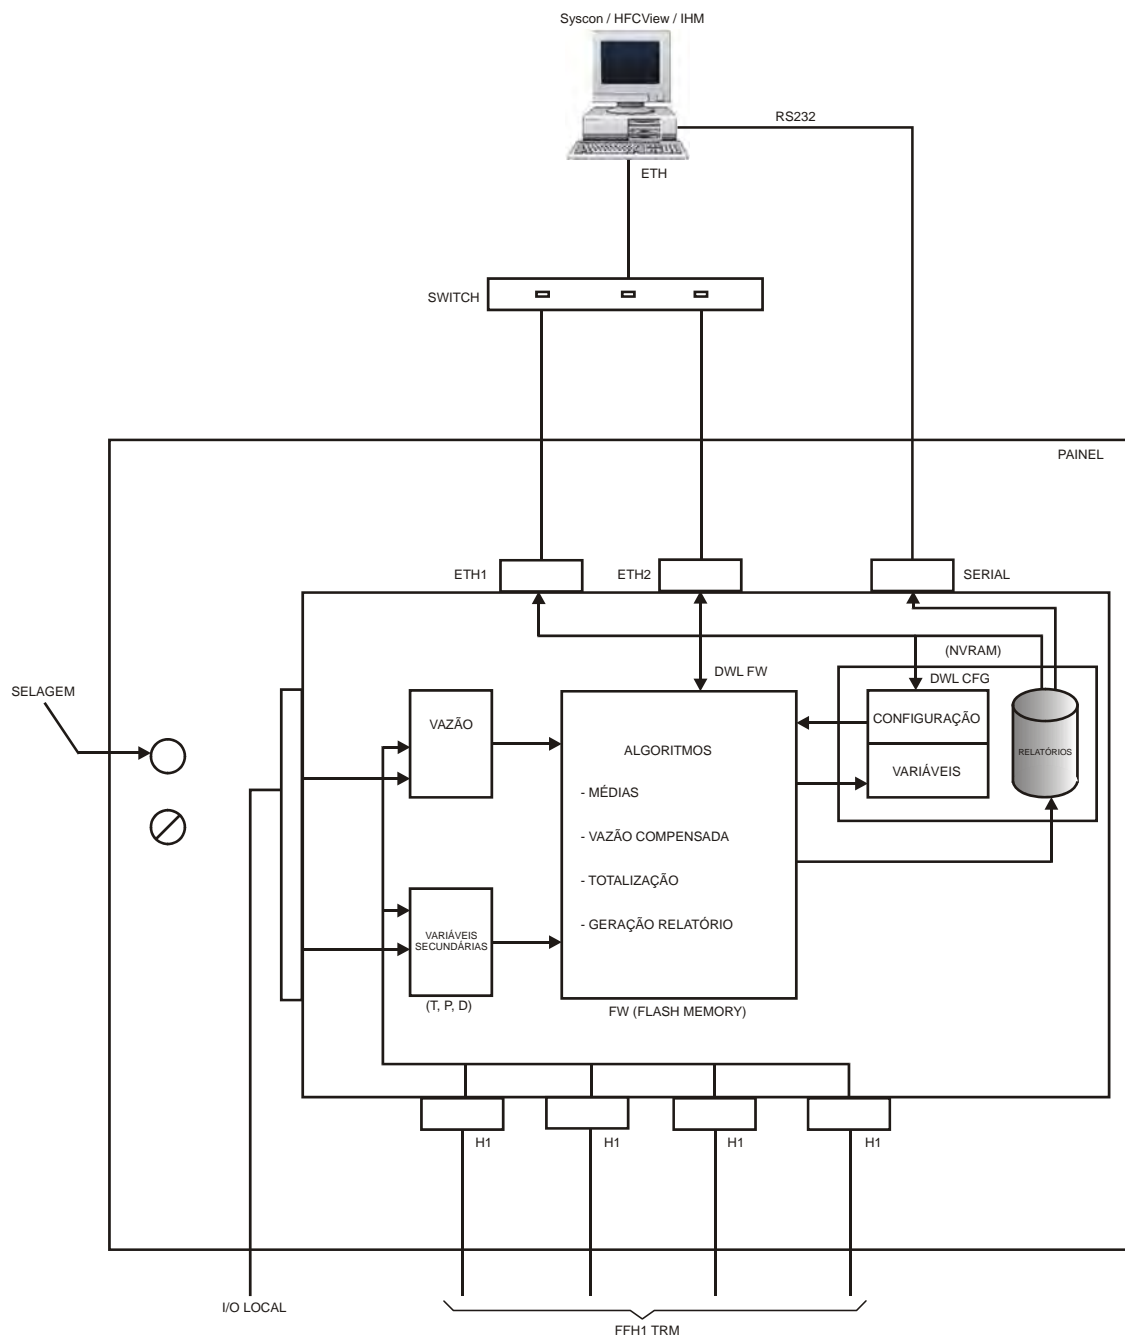 Syscon / HFCView / IHM
RS232
ETH
SWITCH
PAINEL
ETH1
ETH2
SERIAL
(NVRAM)
DWL FW
DWL CFG
SELAGEM
VAZÃO
CONFIGURAÇÃO
ALGORITMOS
RELATÓRIOS
VARIÁVEIS
- MÉDIAS
- VAZÃO COMPENSADA
- TOTALIZAÇÃO
- GERAÇÃO RELATÓRIO
VARIÁVEIS
SECUNDÁRIAS
(T, P, D)
FW (FLASH MEMORY)
H1
H1
H1
H1
I/O LOCAL
FFH1 TRM